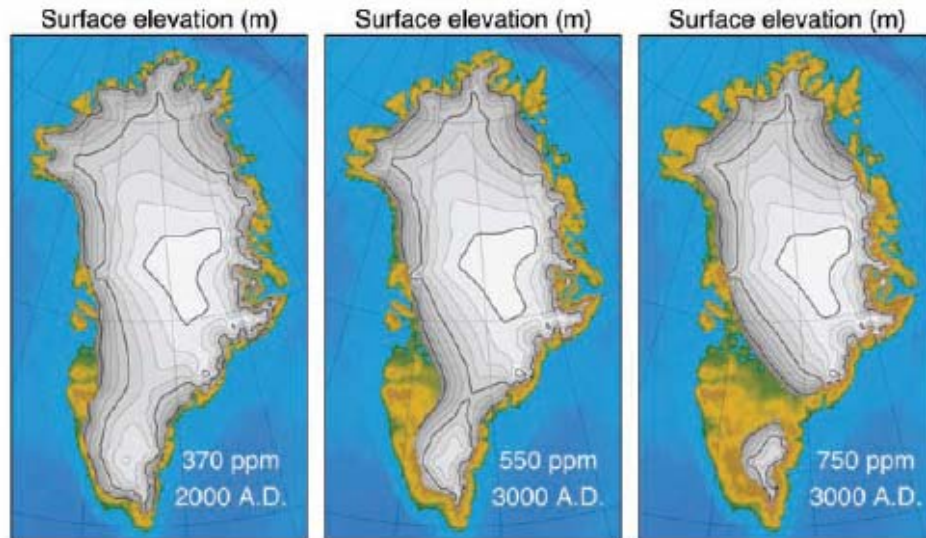 Surface elevation (m)
Surface elevation (m)
Surface elevation (m)
370 ppm
2000 A.D.
550 ppm
3000 A.D.
750 ppm
3000 A.D.